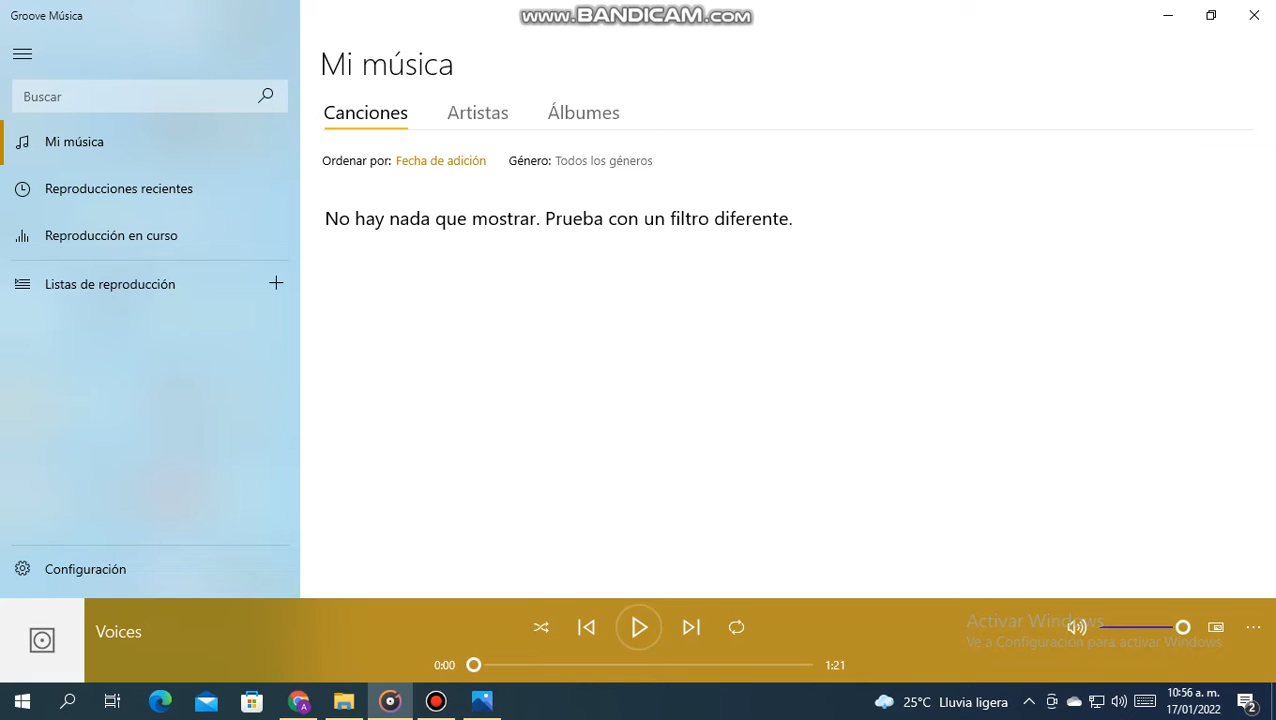 Groove Música
www.BANDICAM.com
Buscar
Mi música
Reproducciones recientes
Reproducción en curso
Listas de reproducción
Configuración
Mi música
Canciones Artistas Álbumes
Ordenar por: Fecha de adición Género: Todos los géneros
No hay nada que mostrar. Prueba con un filtro diferente.
Voices
0:00 1:21
Activar Windows
Ve a Configuración para activar Windows
25°C Lluvia ligera
10:56 a. m.
17/01/2022
2